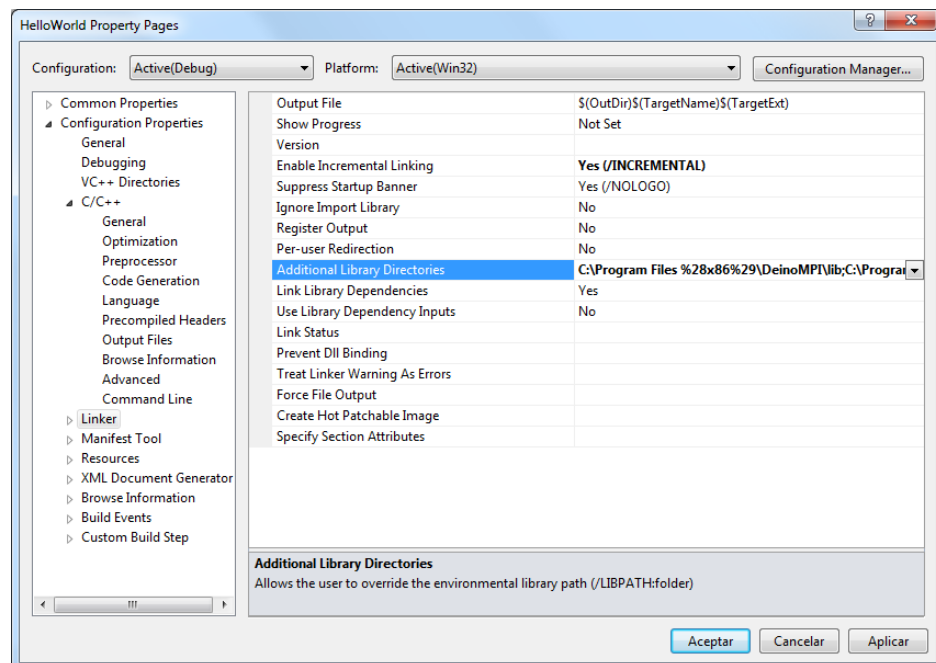 HelloWorld Property Pages
Configuration: Active(Debug) Platform: Active(Win32) Configuration Manager...
Common Properties
Configuration Properties
General
Debugging
VC++ Directories
C/C++
General
Optimization
Preprocessor
Code Generation
Language
Precompiled Headers
Output Files
Browse Information
Advanced
Command Line
Linker
Manifest Tool
Resources
XML Document Generator
Browse Information
Build Events
Custom Build Step
Output File $(OutDir)$(TargetName)$(TargetExt)
Show Progress Not Set
Version
Enable Incremental Linking Yes (/INCREMENTAL)
Suppress Startup Banner Yes (/NOLOGO)
Ignore Import Library No
Register Output No
Per-user Redirection No
Additional Library Directories C:\Program Files %28x86%29\DeinoMPI\lib;C:\Prograi
Link Library Dependencies Yes
Use Library Dependency Inputs No
Link Status
Prevent Dll Binding
Treat Linker Warning As Errors
Force File Output
Create Hot Patchable Image
Specify Section Attributes
Additional Library Directories
Allows the user to override the environmental library path (/LIBPATH:folder)
Aceptar Cancelar Aplicar